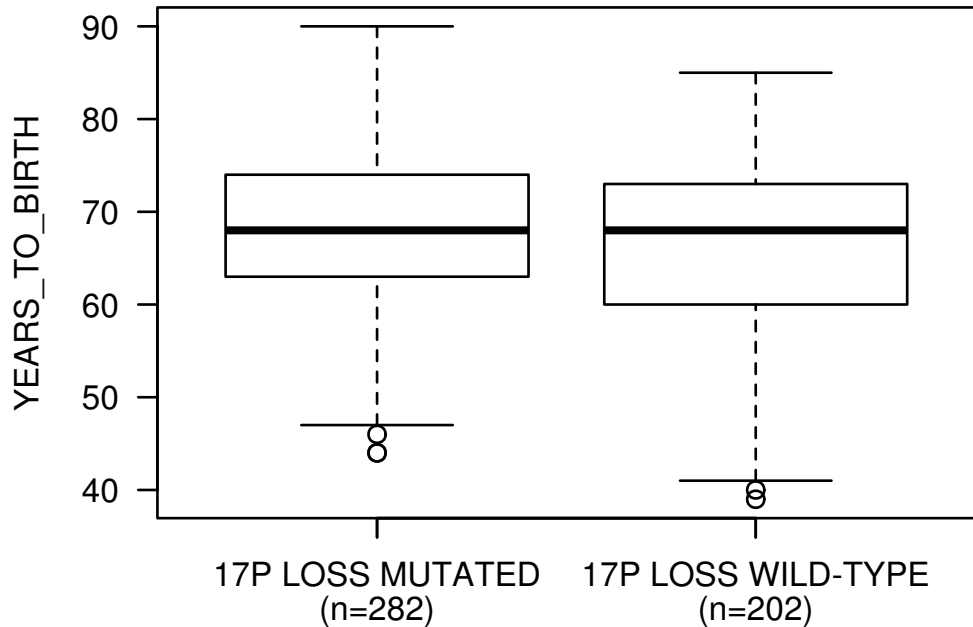 YEARS_TO_BIRTH
90
80
70
60
50
40
17P LOSS MUTATED
(n=282)
17P LOSS WILD-TYPE
(n=202)